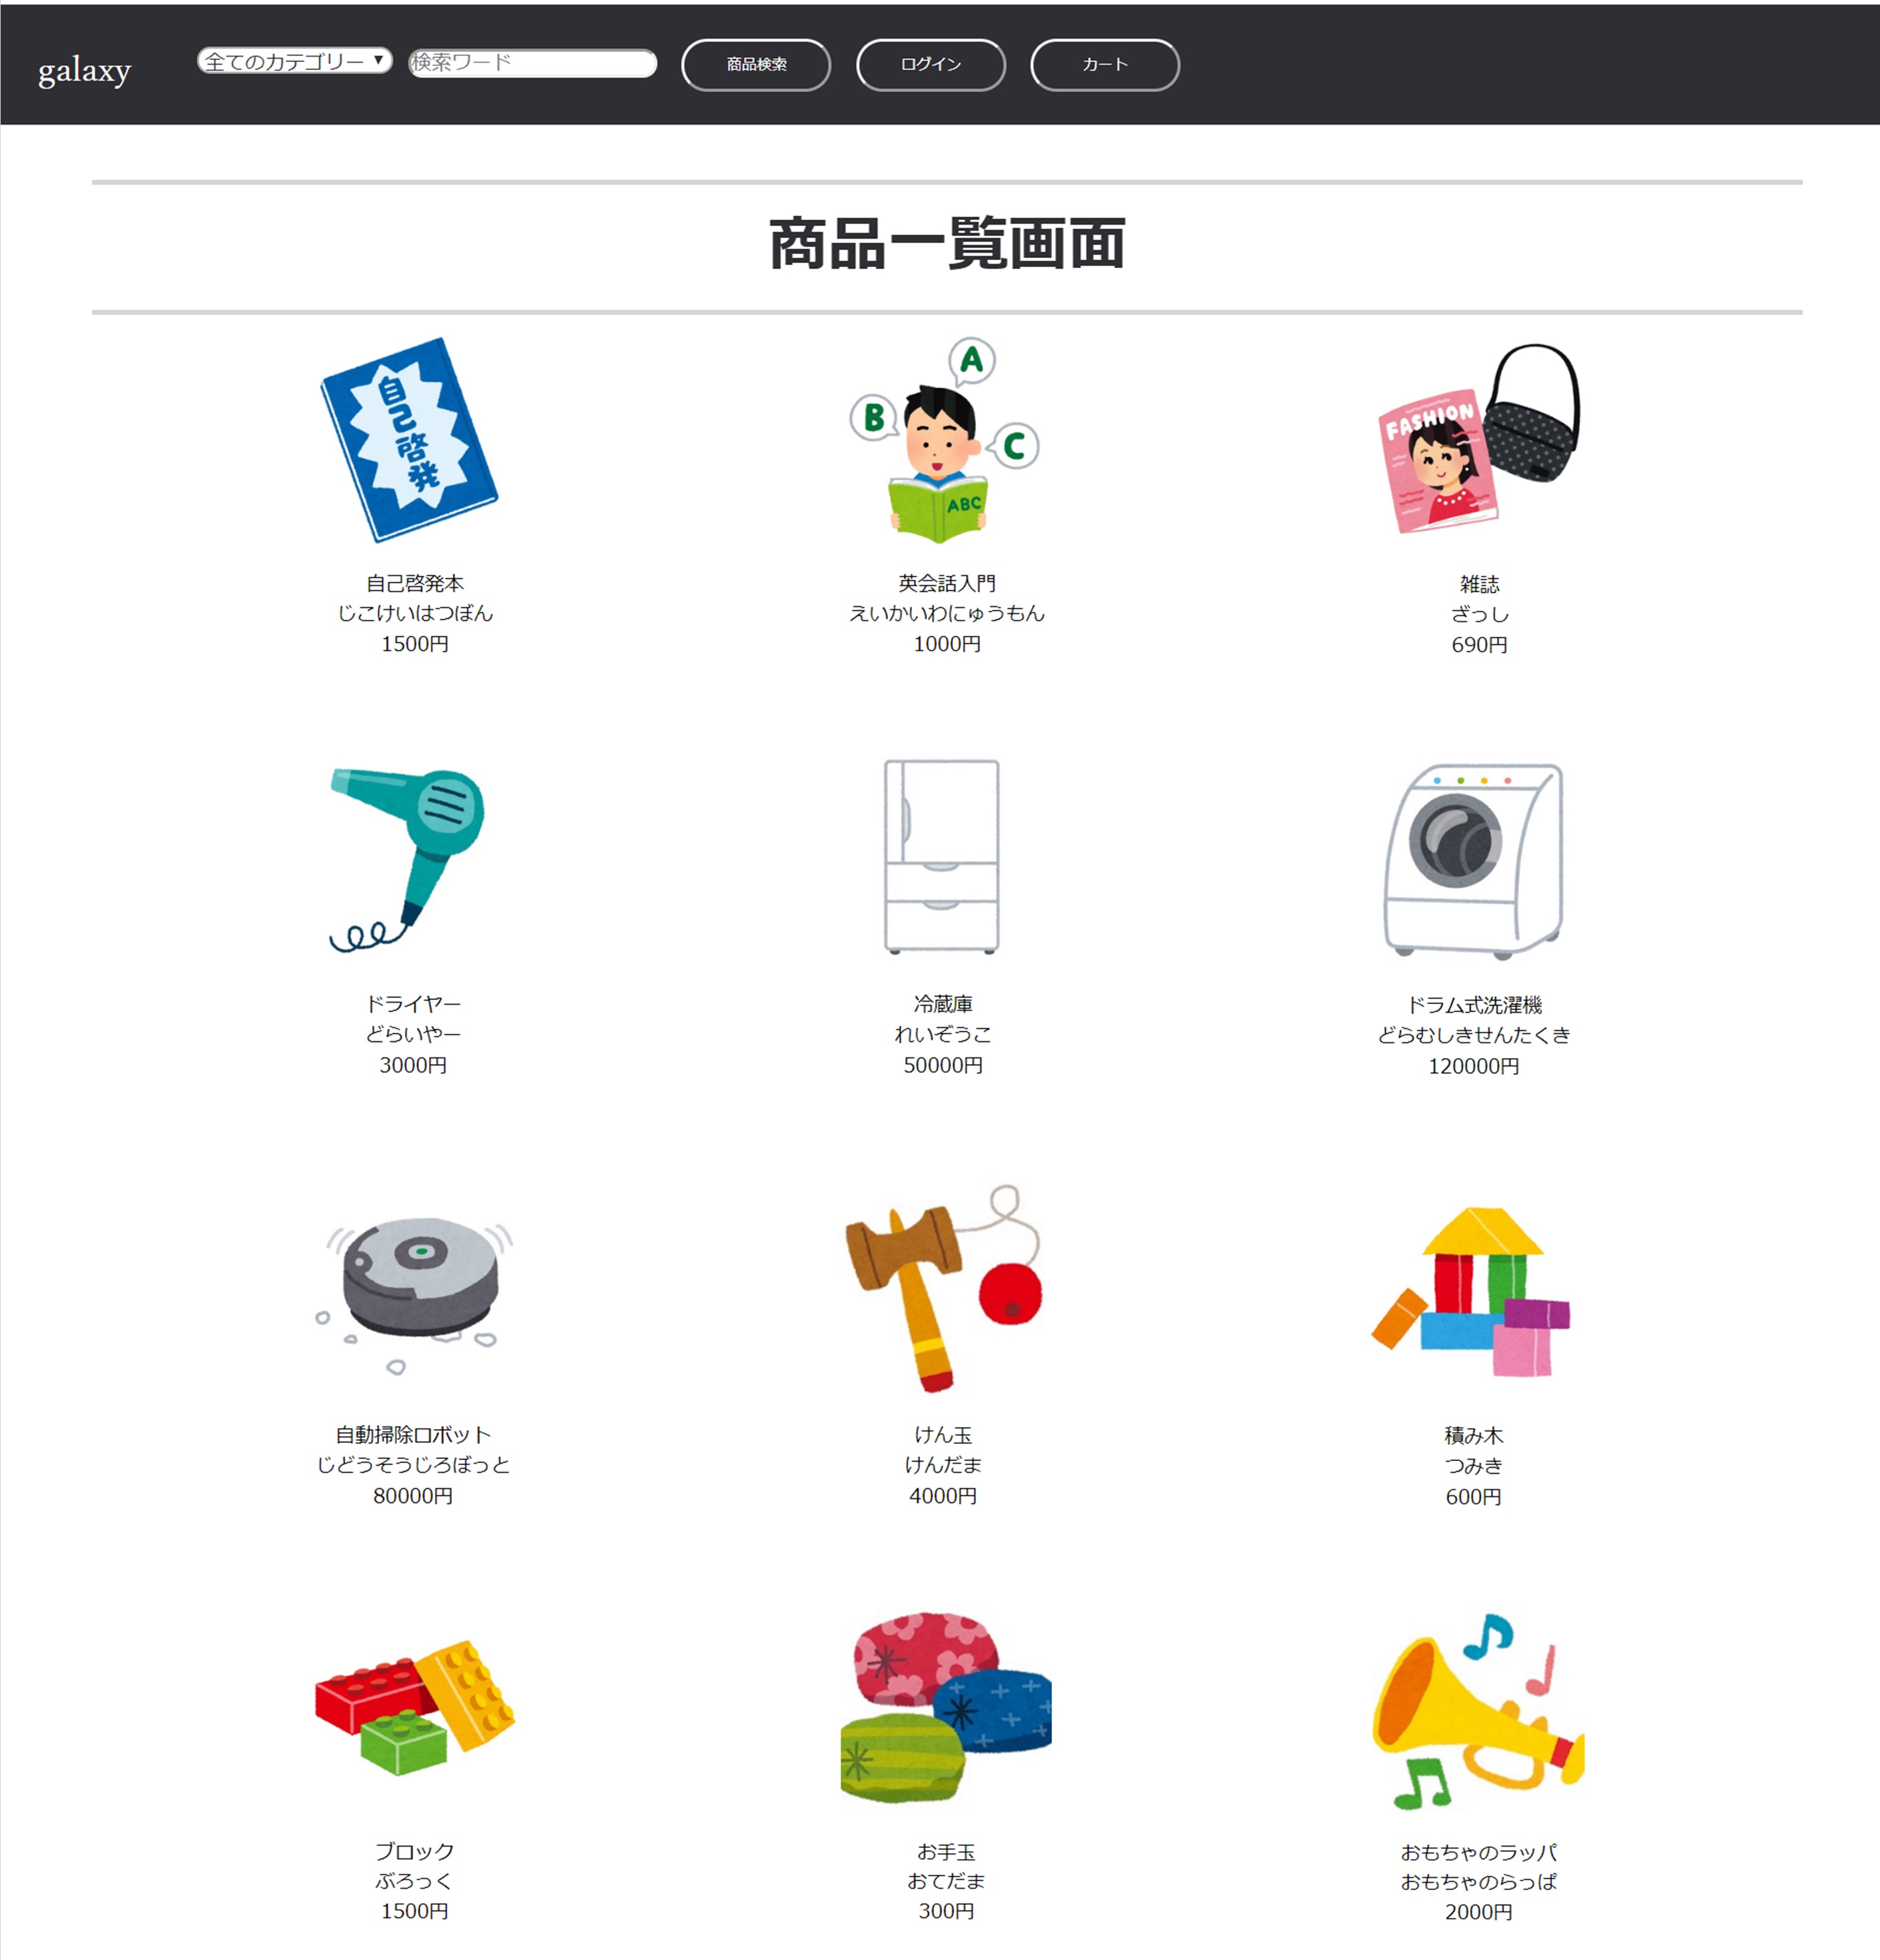 galaxy 全てのカテゴリー 検索ワード 商品検索 ログイン カート
商品一覧画面
自己啓発
A
B
C
ABC
FASHION
自己啓発本
じこけいはつぼん
1500円
英会話入門
えいかいわにゅうもん
1000円
雑誌
ざっし
690円
ドライヤー
どらいやー
3000円
冷蔵庫
れいぞうこ
50000円
ドラム式洗濯機
どらむしきせんたくき
120000円
自動掃除ロボット
じどうそうじろぼっと
80000円
けん玉
けんだま
4000円
積み木
つみき
600円
ブロック
ぶろっく
1500円
お手玉
おてだま
300円
おもちゃのラッパ
おもちゃのらっぱ
2000円